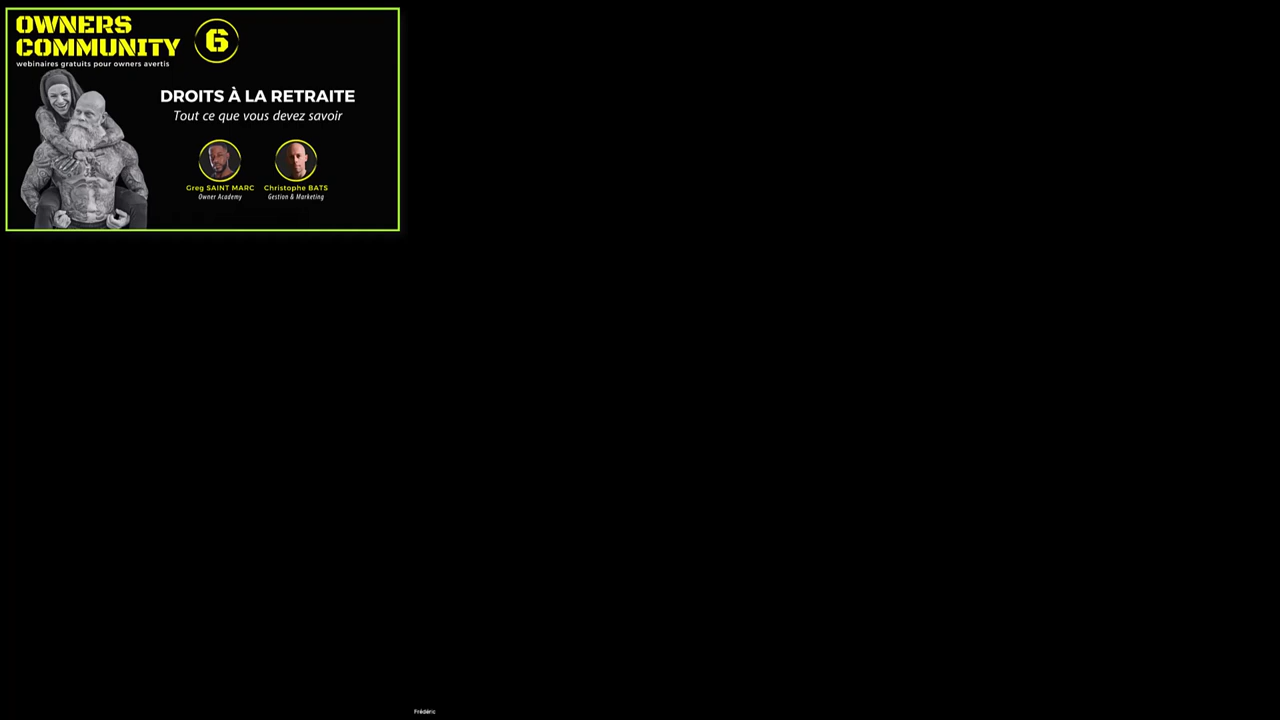 OWNERS
COMMUNITY
6
webinaires gratuits pour owners avertis
DROITS À LA RETRAITE
Tout ce que vous devez savoir
Greg SAINT MARC
Owner Academy
Christophe BATS
Gestion & Marketing
Frédéric